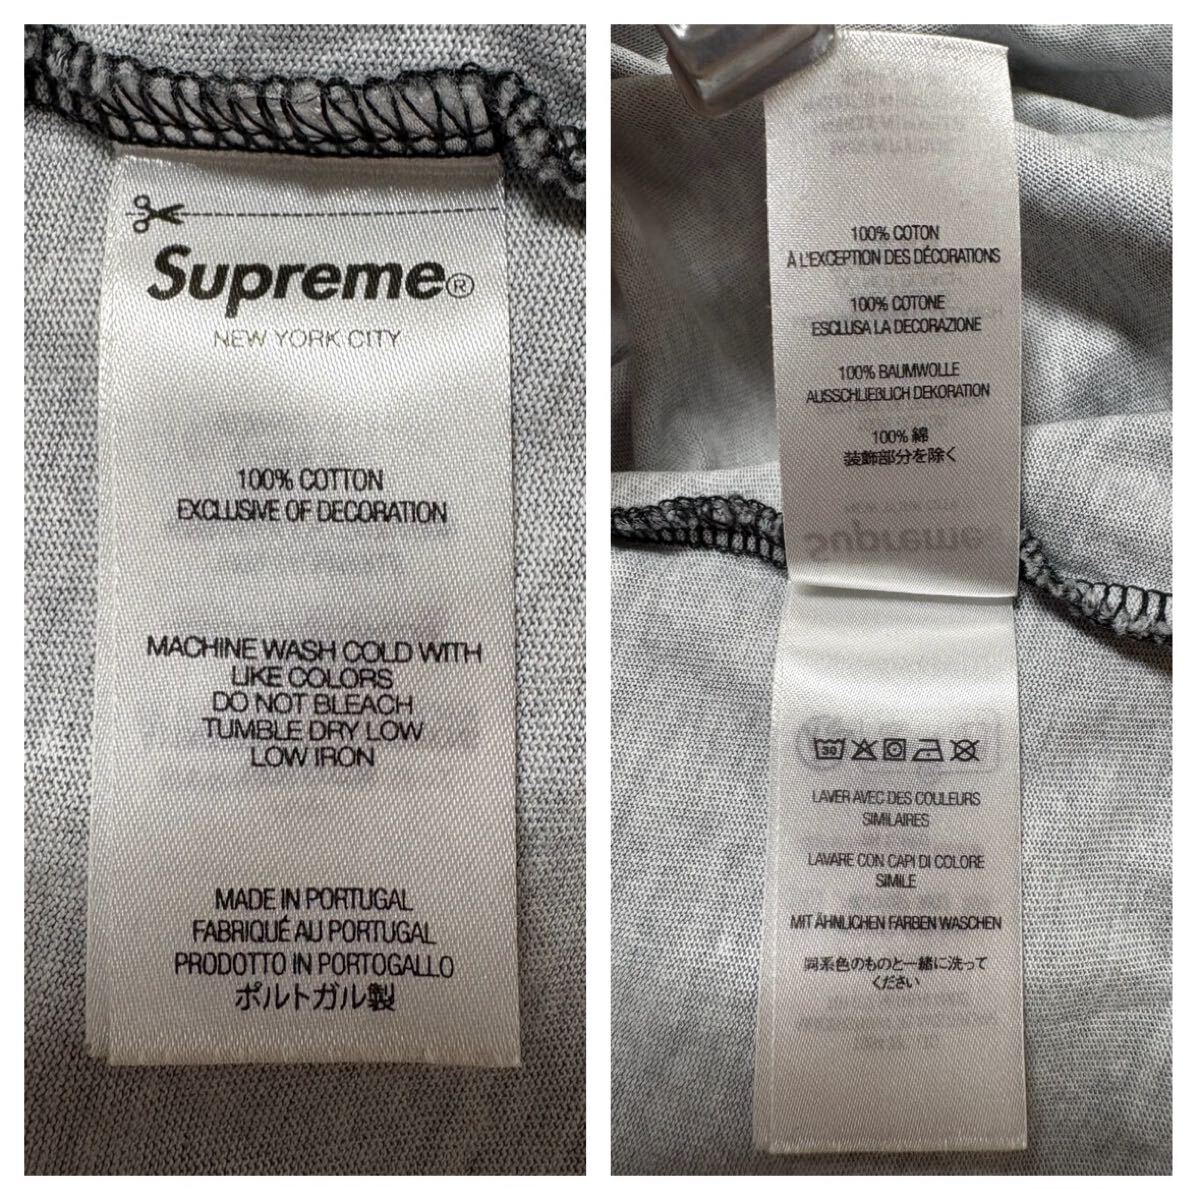 Supreme®
NEW YORK CITY
100% COTTON
EXCLUSIVE OF DECORATION
MACHINE WASH COLD WITH
LIKE COLORS
DO NOT BLEACH
TUMBLE DRY LOW
LOW IRON
MADE IN PORTUGAL
FABRIQUÉ AU PORTUGAL
PRODOTTO IN PORTOGALLO
ポルトガル製
100% COTON
À L'EXCEPTION DES DÉCORATIONS
100% COTONE
ESCLUSA LA DECORAZIONE
100% BAUMWOLLE
AUSSCHLIEßLICH DEKORATION
100% 綿
装飾部分を除く
30
LAVER AVEC DES COULEURS
SIMILAIRES
LAVARE CON CAPI DI COLORE
SIMILE
MIT ÄHNLICHEN FARBEN WASCHEN
同系色のものと一緒に洗って
ください